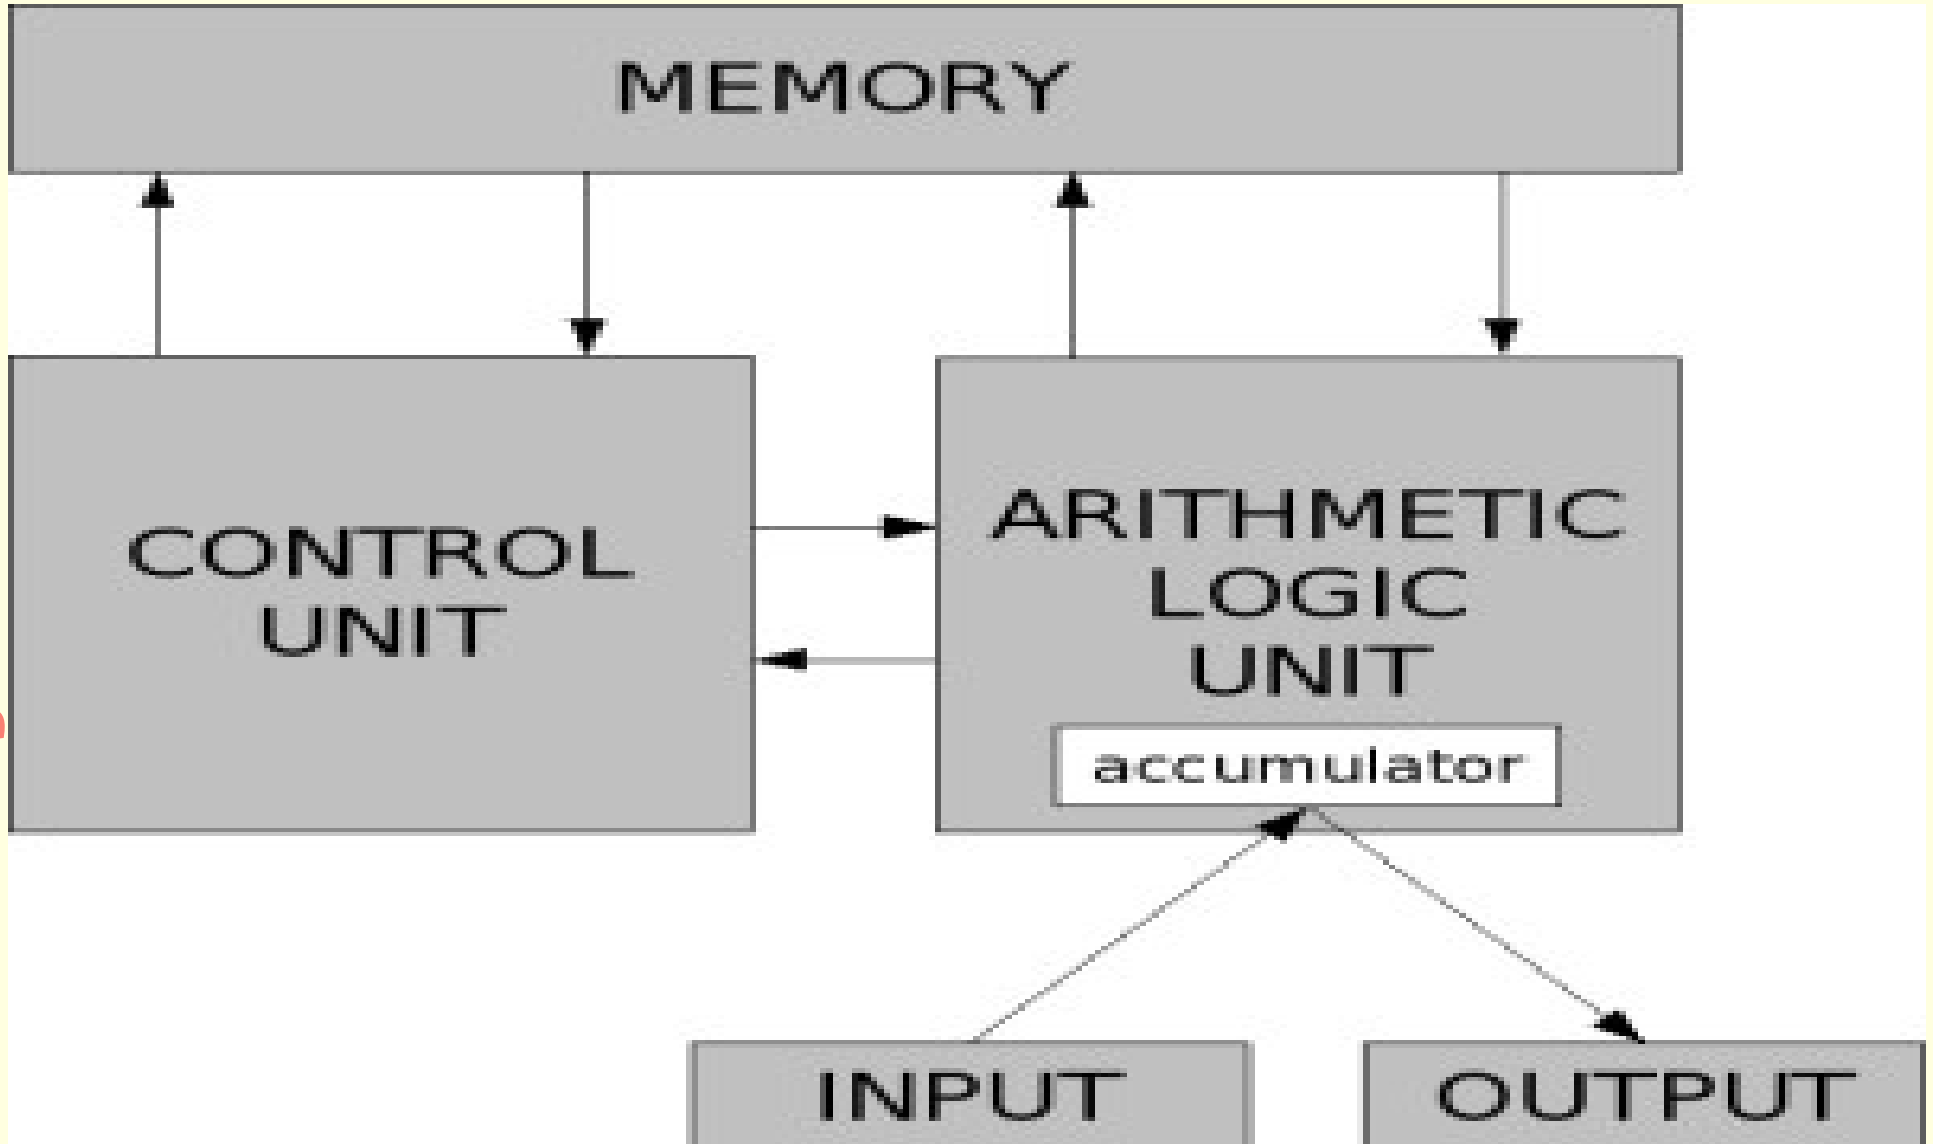 MEMORY
CONTROL
UNIT
ARITHMETIC
LOGIC
UNIT
accumulator
INPUT
OUTPUT